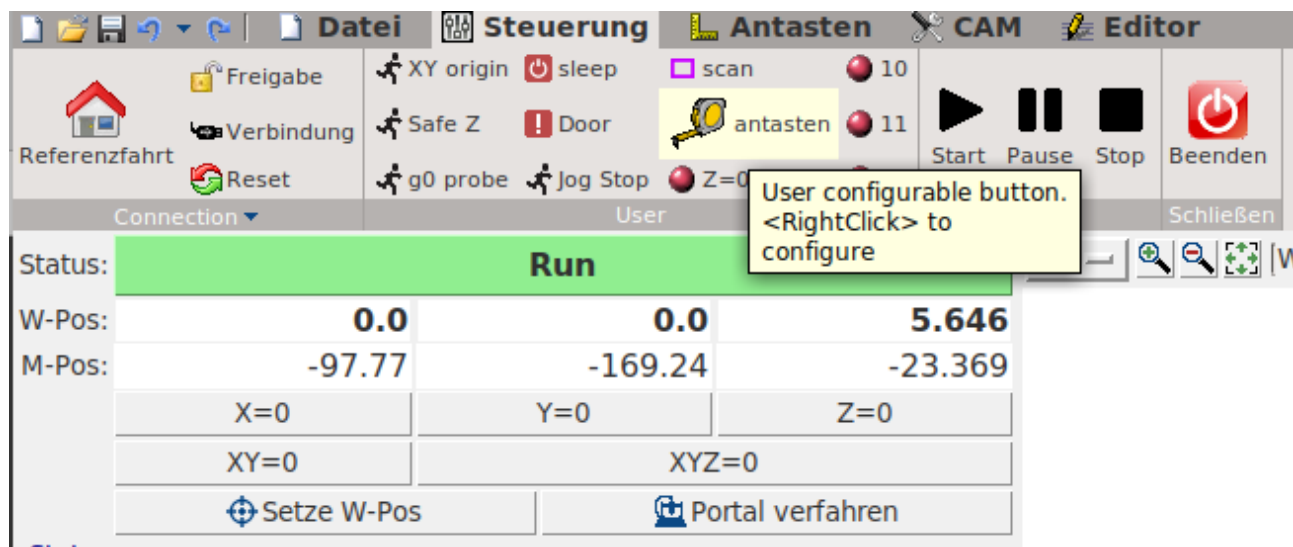 Datei Steuerung Antasten CAM Editor
Freigabe XY origin sleep scan 10
Verbindung Safe Z Door antasten 11
Referenzfahrt Start Pause Stop Beenden
Reset g0 probe Jog Stop
User configurable button.
<RightClick> to
configure
Connection User Schließen
Status: Run
W-Pos: 0.0 0.0 5.646
M-Pos: -97.77 -169.24 -23.369
X=0 Y=0 Z=0
XY=0 XYZ=0
Setze W-Pos Portal verfahren